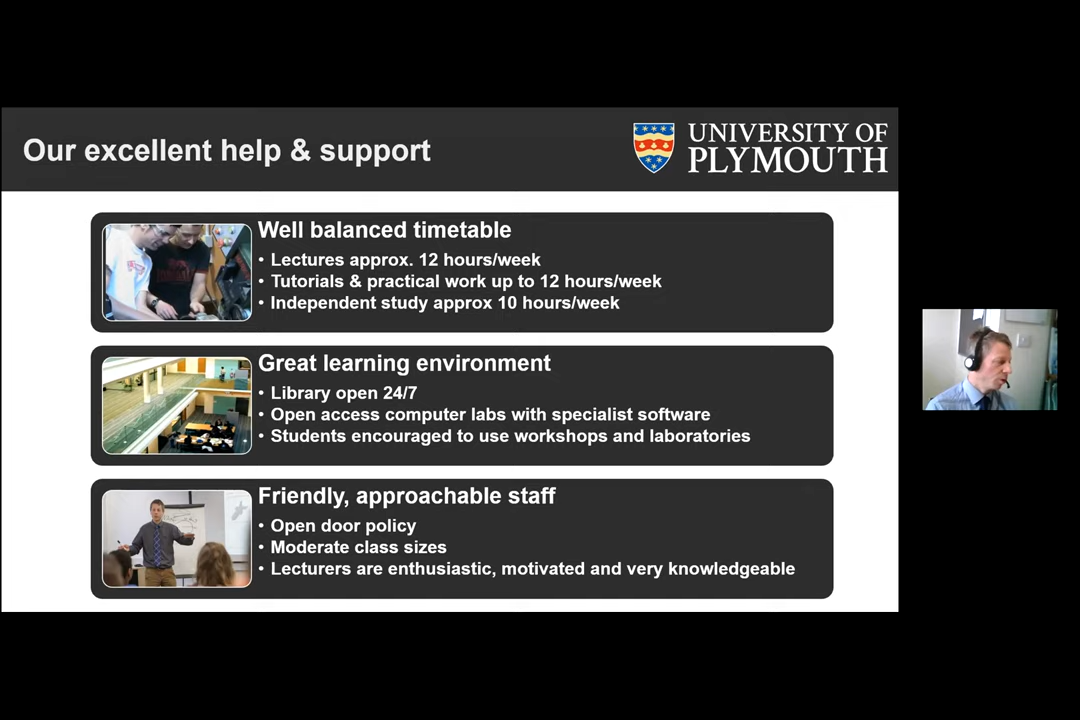 Our excellent help & support
UNIVERSITY OF
PLYMOUTH
Well balanced timetable
• Lectures approx. 12 hours/week
• Tutorials & practical work up to 12 hours/week
• Independent study approx 10 hours/week
Great learning environment
• Library open 24/7
• Open access computer labs with specialist software
• Students encouraged to use workshops and laboratories
Friendly, approachable staff
• Open door policy
• Moderate class sizes
• Lecturers are enthusiastic, motivated and very knowledgeable